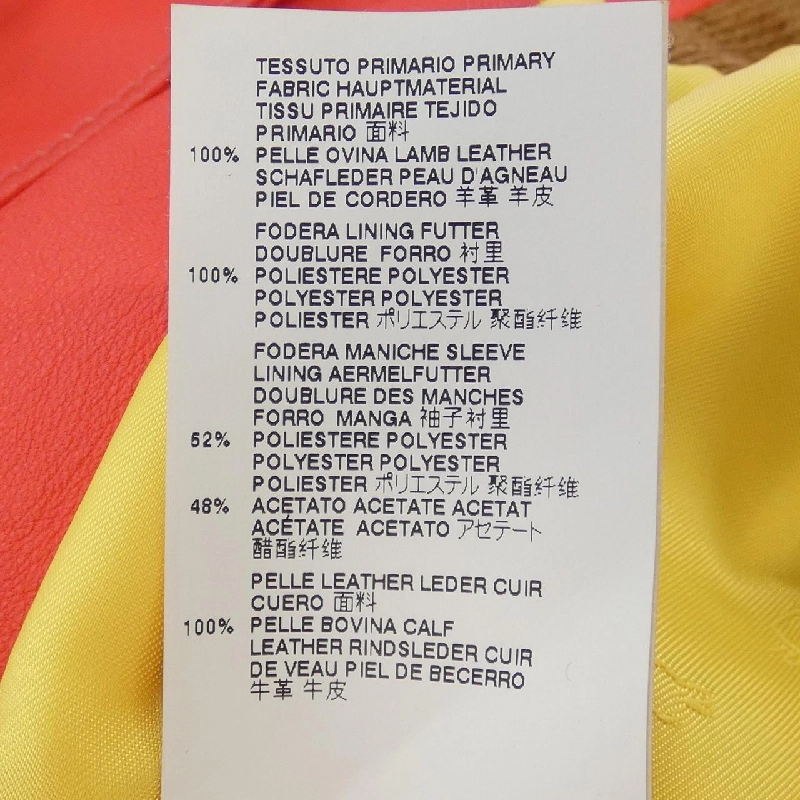 TESSUTO PRIMARIO PRIMARY
FABRIC HAUPTMATERIAL
TISSU PRIMAIRE TEJIDO
PRIMARIO 面料
100% PELLE OVINA LAMB LEATHER
SCHAFLEDER PEAU D'AGNEAU
PIEL DE CORDERO 羊革 羊皮
FODERA LINING FUTTER
DOUBLURE FORRO 衬里
100% POLIESTERE POLYESTER
POLYESTER POLYESTER
POLIESTER ポリエステル 聚酯纤维
FODERA MANICHE SLEEVE
LINING AERMELFUTTER
DOUBLURE DES MANCHES
FORRO MANGA 袖子衬里
52% POLIESTERE POLYESTER
POLYESTER POLYESTER
POLIESTER ポリエステル 聚酯纤维
48% ACETATO ACETATE ACETAT
ACÉTATE ACETATO アセテート
醋酯纤维
PELLE LEATHER LEDER CUIR
CUERO 面料
100% PELLE BOVINA CALF
LEATHER RINDSLEDER CUIR
DE VEAU PIEL DE BECERRO
牛革 牛皮